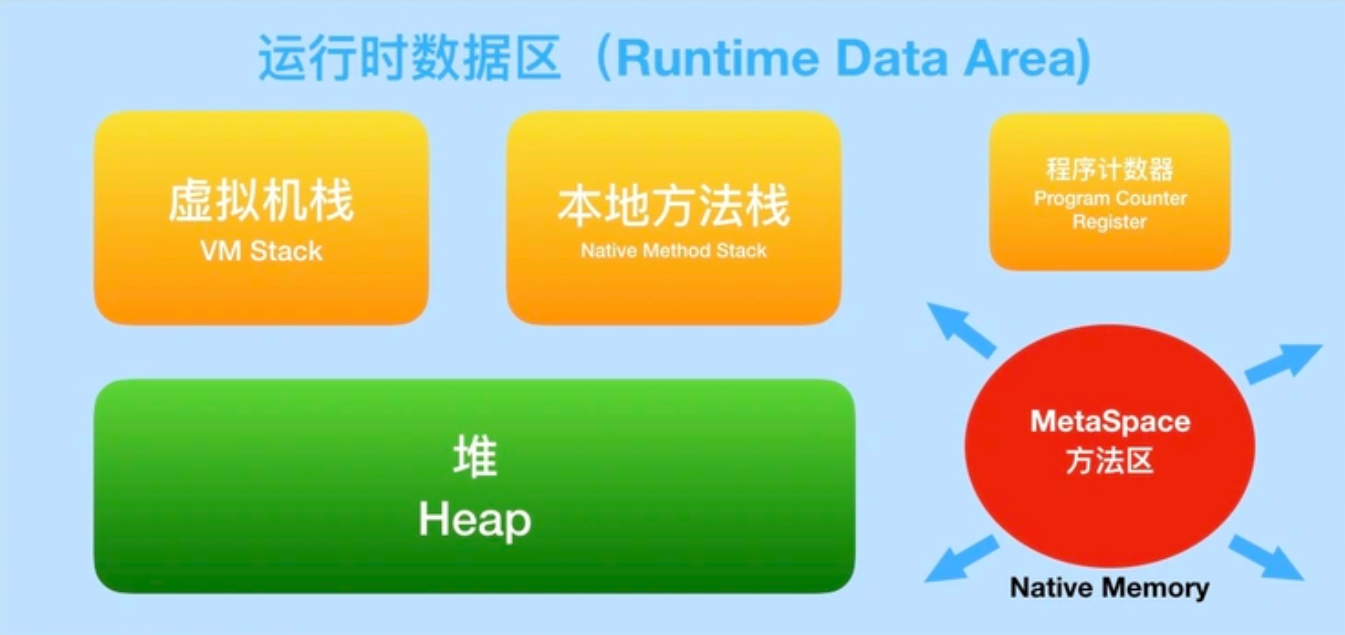 运行时数据区（Runtime Data Area)
虚拟机栈
VM Stack
本地方法栈
Native Method Stack
程序计数器
Program Counter
Register
堆
Heap
MetaSpace
方法区
Native Memory